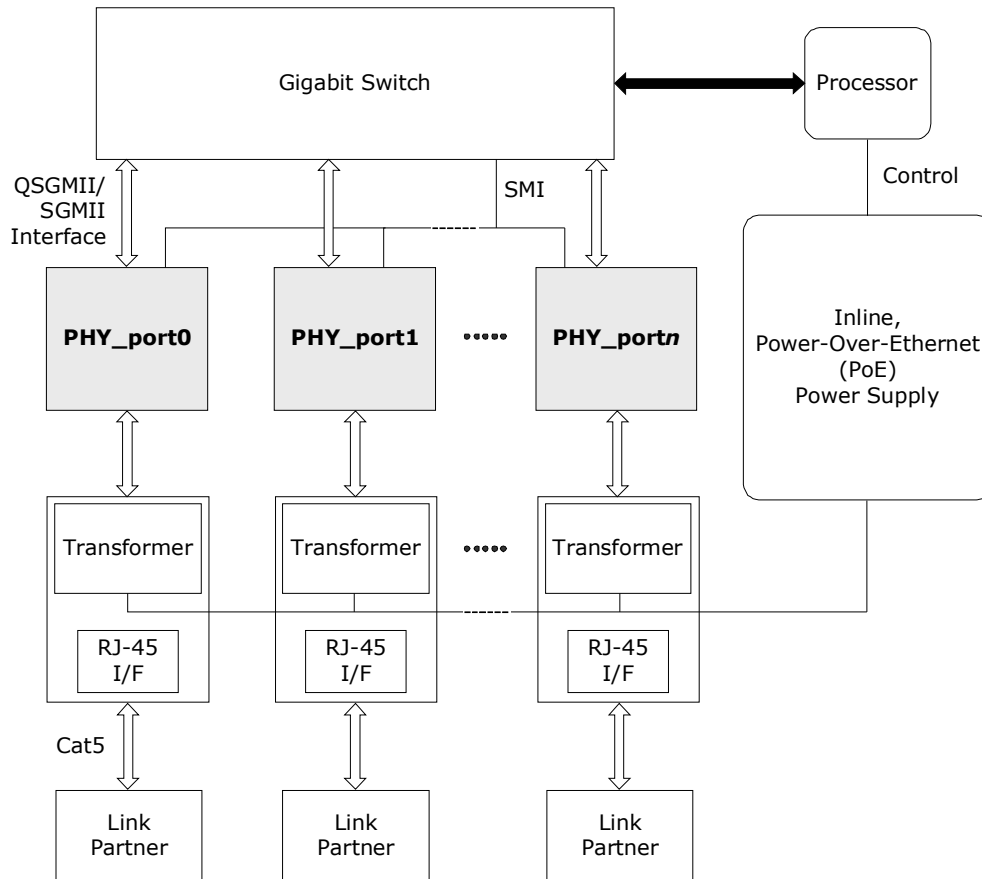 Gigabit Switch
Processor
QSGMII/
SGMII
Interface
SMI
Control
PHY_port0
PHY_port1
PHY_portn
Inline,
Power-Over-Ethernet
(PoE)
Power Supply
Transformer
Transformer
Transformer
RJ-45
I/F
RJ-45
I/F
RJ-45
I/F
Cat5
Link
Partner
Link
Partner
Link
Partner